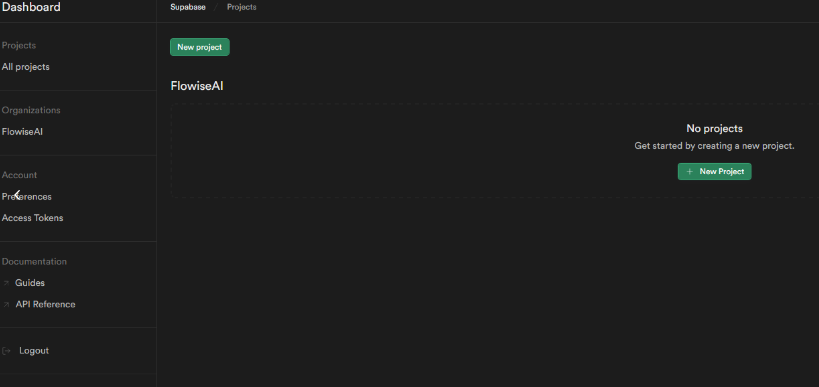 Dashboard
Projects
All projects
Organizations
FlowiseAI
Account
Preferences
Access Tokens
Documentation
Guides
API Reference
Logout
Supabase / Projects
New project
FlowiseAI
No projects
Get started by creating a new project.
+ New Project